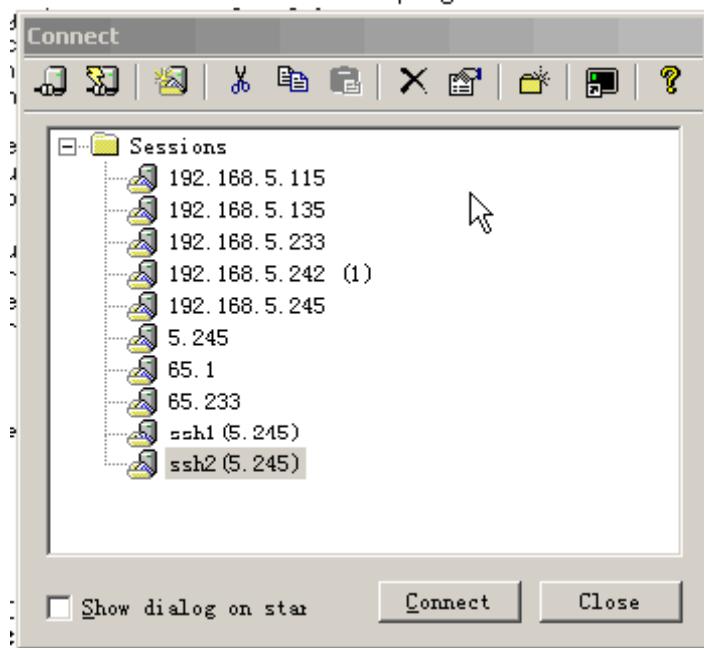 Connect
Sessions
192.168.5.115
192.168.5.135
192.168.5.233
192.168.5.242 (1)
192.168.5.245
5.245
65.1
65.233
ssh1(5.245)
ssh2(5.245)
Show dialog on star
Connect
Close